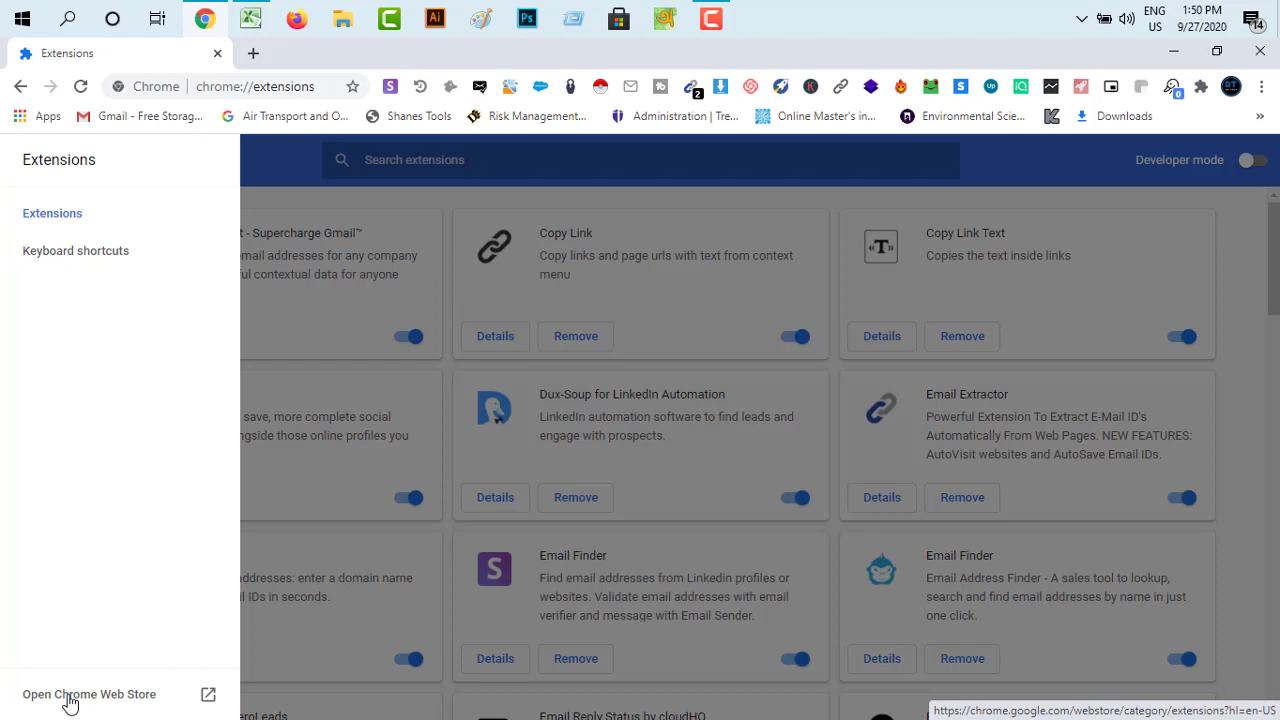 ENG
US
1:50 PM
9/27/2020
14
Extensions
Chrome
chrome://extensions
2
0
Apps
Gmail - Free Storag...
Air Transport and O...
Shanes Tools
Risk Management...
Administration | Tre...
Online Master's in ...
Environmental Scie...
Downloads
»
Extensions
Search extensions
Developer mode
Extensions
Keyboard shortcuts
t - Supercharge Gmail™
email addresses for any company
ful contextual data for anyone
Copy Link
Copy links and page urls with text from context
menu
Details
Remove
Copy Link Text
Copies the text inside links
Details
Remove
save, more complete social
ngside those online profiles you
Dux-Soup for LinkedIn Automation
LinkedIn automation software to find leads and
engage with prospects.
Details
Remove
Email Extractor
Powerful Extension To Extract E-Mail ID's
Automatically From Web Pages. NEW FEATURES:
AutoVisit websites and AutoSave Email IDs.
Details
Remove
ddresses: enter a domain name
il IDs in seconds.
Email Finder
Find email addresses from Linkedin profiles or
websites. Validate email addresses with email
verifier and message with Email Sender.
Details
Remove
Email Finder
Email Address Finder - A sales tool to lookup,
search and find email addresses by name in just
one click.
Details
Remove
Open Chrome Web Store
eroLeads
Email Reply Status by cloudHQ
https://chrome.google.com/webstore/category/extensions?hl=en-US